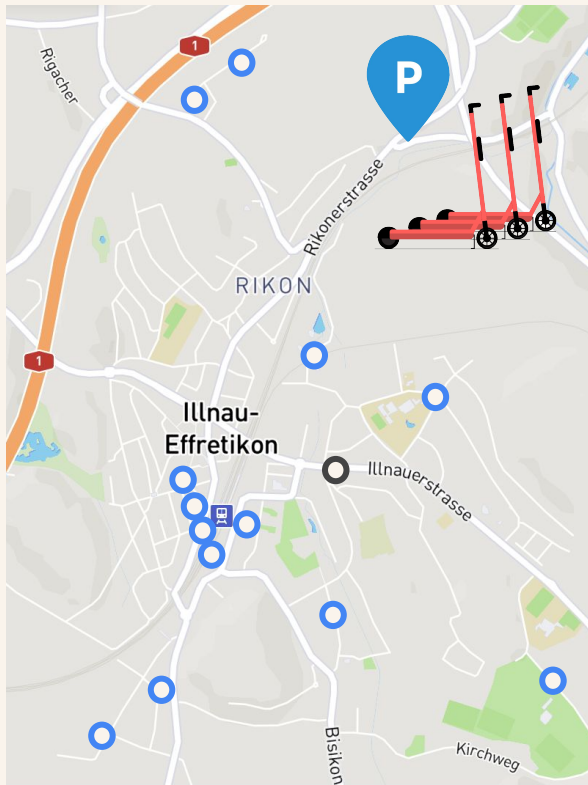 1
Rigacher
P
Rikonerstrasse
RIKON
1
Illnau-
Effretikon
Illnauerstrasse
Bisikon
Kirchweg